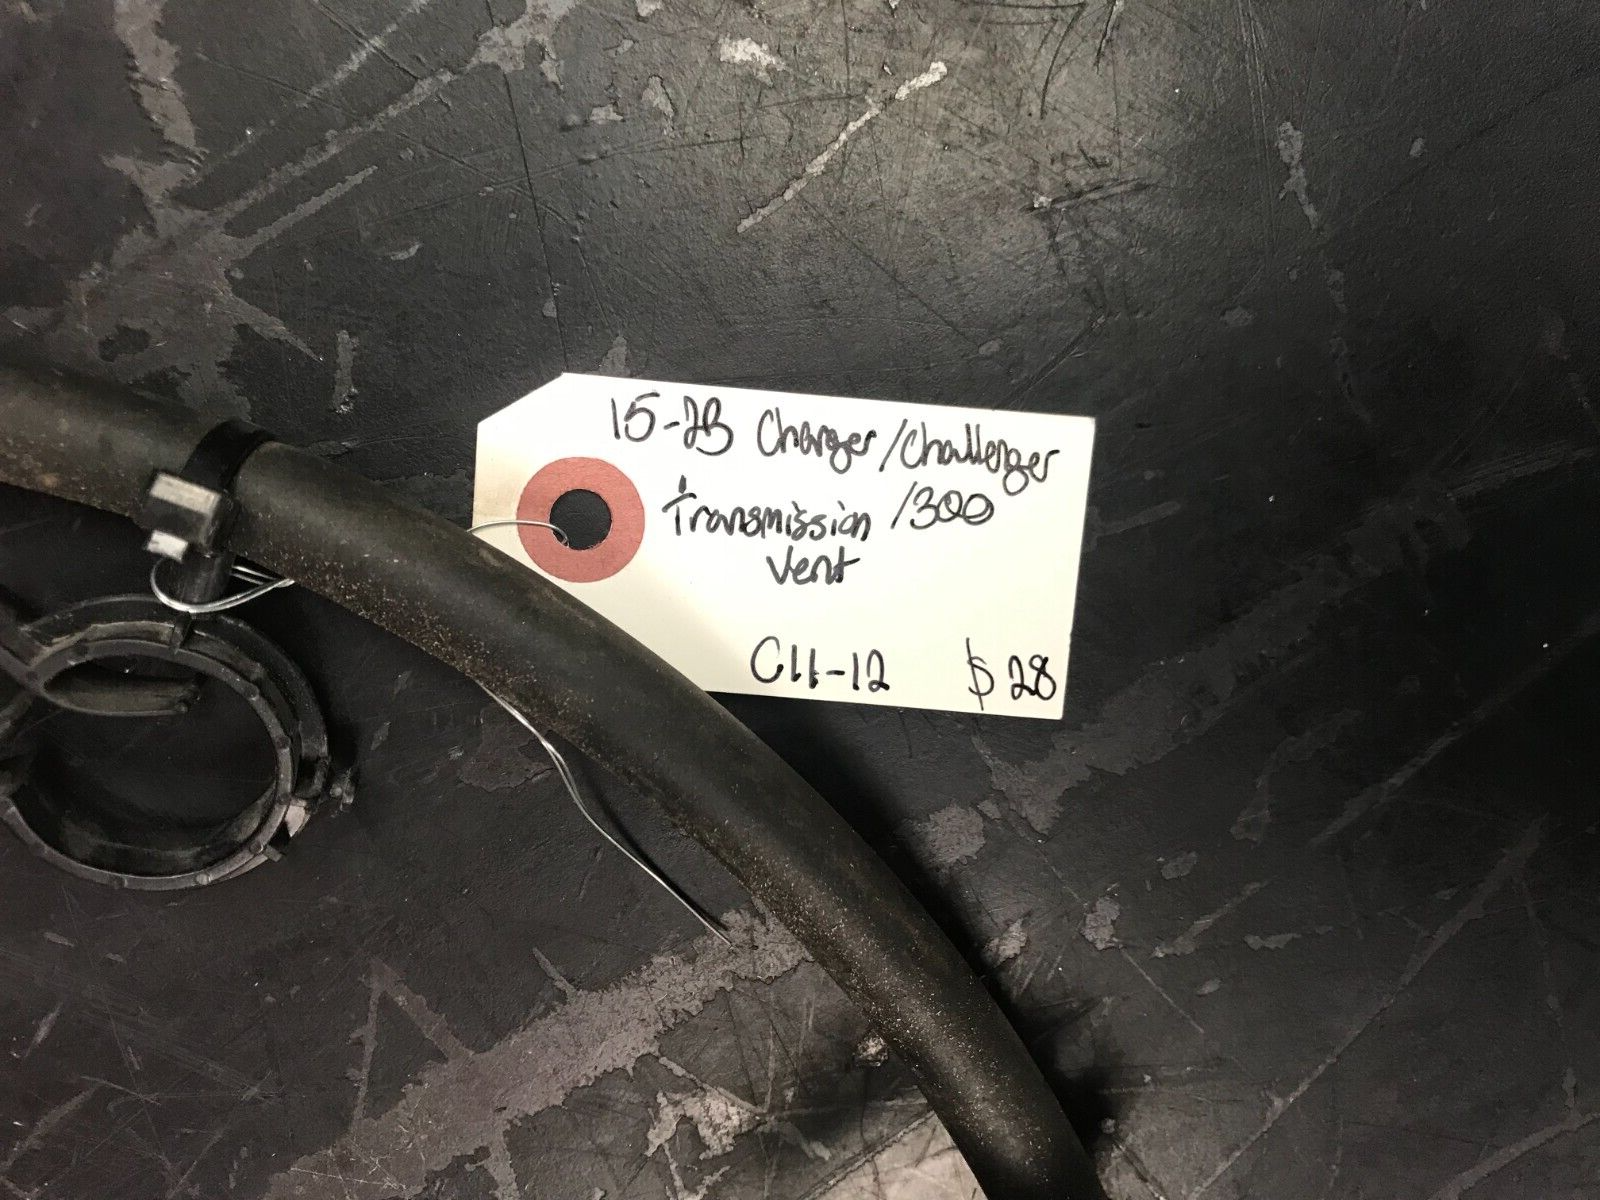 15-23 Charger/Challenger
Transmission /300
Vent
C11-12 $28